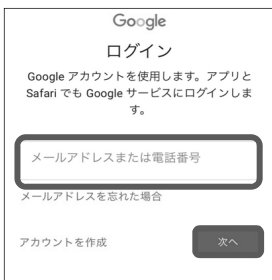 Google
ログイン
Google アカウントを使用します。アプリと
Safari でも Google サービスにログインしま
す。
メールアドレスまたは電話番号
メールアドレスを忘れた場合
アカウントを作成
次へ